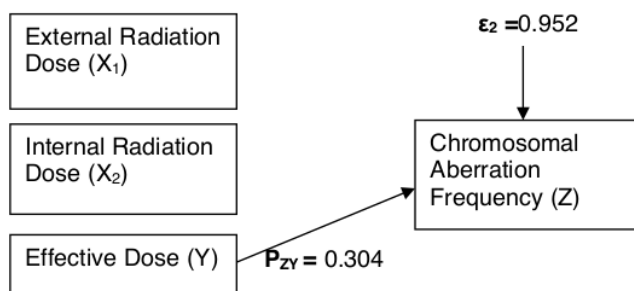 External Radiation
Dose (X₁)
ε₂ =0.952
Internal Radiation
Dose (X₂)
Chromosomal
Aberration
Frequency (Z)
Effective Dose (Y)
P_ZY = 0.304